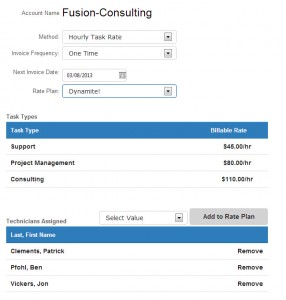 Account Name Fusion-Consulting
Method: Hourly Task Rate
Invoice Frequency: One Time
Next Invoice Date: 03/08/2013
Rate Plan: Dynamite!
Task Types
Task Type Billable Rate
Support $45.00/hr
Project Management $80.00/hr
Consulting $110.00/hr
Technicians Assigned Select Value Add to Rate Plan
Last, First Name
Clements, Patrick Remove
Pfohl, Ben Remove
Vickers, Jon Remove